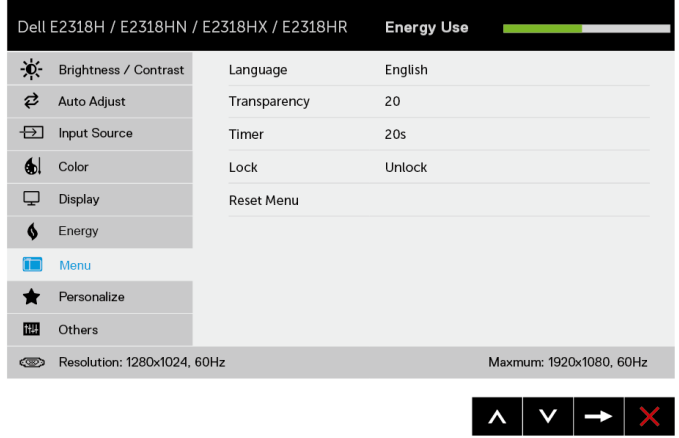 Dell E2318H / E2318HN / E2318HX / E2318HR Energy Use
Brightness / Contrast Language English
Auto Adjust Transparency 20
Input Source Timer 20s
Color Lock Unlock
Display Reset Menu
Energy
Menu
Personalize
Others
Resolution: 1280x1024, 60Hz Maxmum: 1920x1080, 60Hz